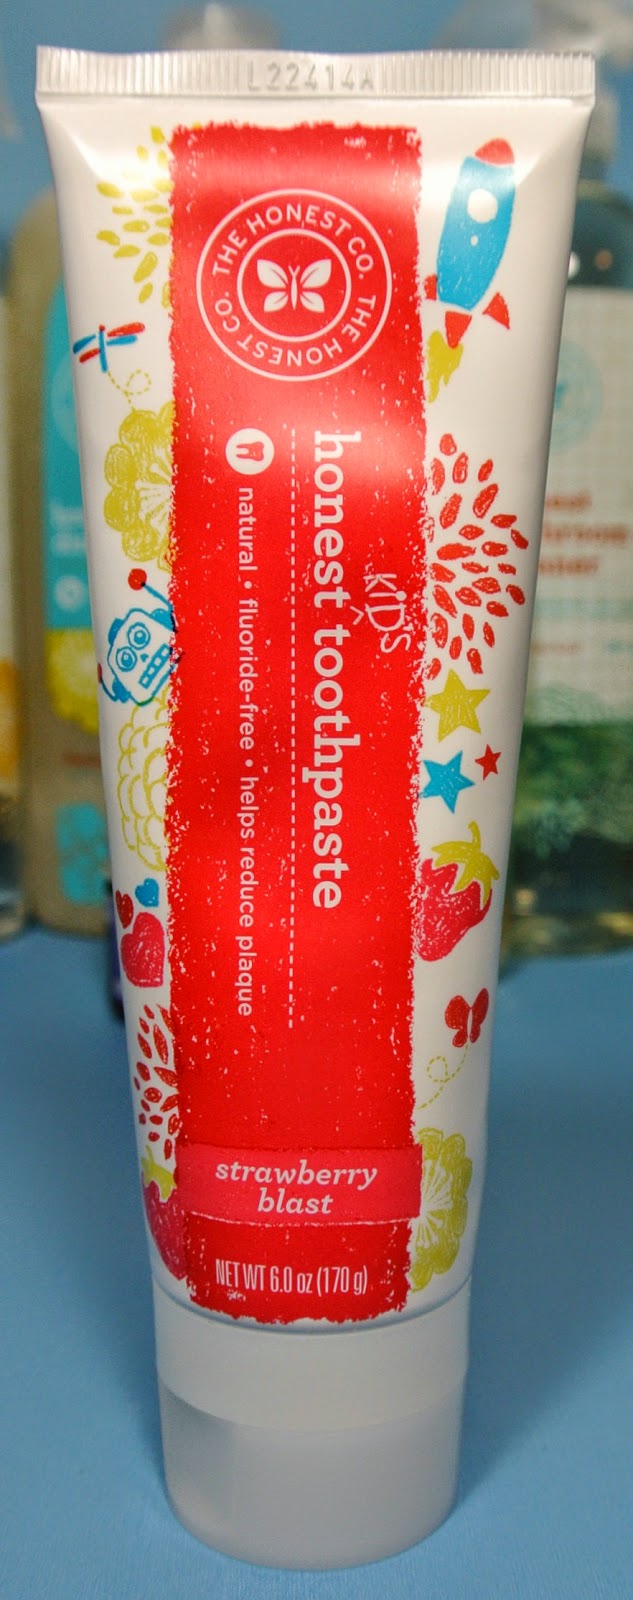 L22414A
THE HONEST CO. THE HONEST CO.
honest toothpaste
KID'S
natural • fluoride-free • helps reduce plaque
strawberry
blast
NET WT 6.0 oz (170 g)